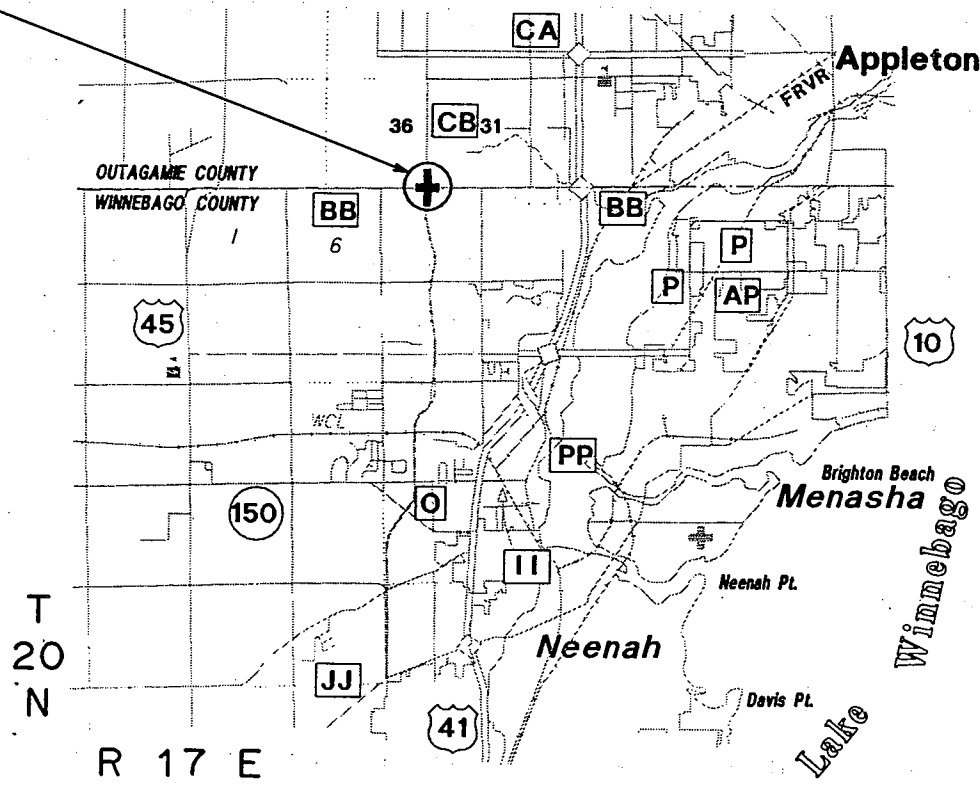 CA
Appleton
FRVR
36
CB
31
OUTAGAMIE COUNTY
WINNEBAGO COUNTY
BB
BB
1
6
P
P
AP
45
10
WCL
PP
Brighton Beach
Menasha
150
O
II
Neenah Pt.
Neenah
Winnebago
T
20
N
JJ
Davis Pt.
41
Lake
R 17 E